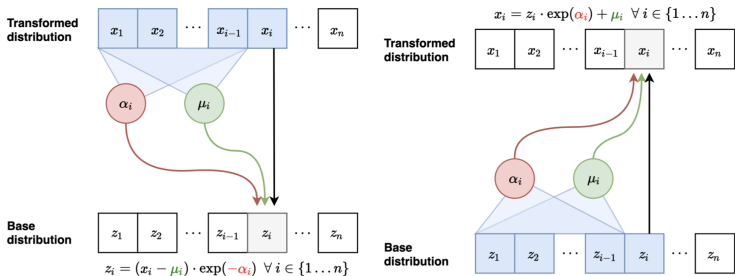 Transformed
distribution
x_1 x_2 ⋯ x_{i−1} x_i ⋯ x_n
α_i μ_i
Base
distribution
z_1 z_2 ⋯ z_{i−1} z_i ⋯ z_n
z_i = (x_i − μ_i) · exp(−α_i) ∀ i ∈ {1 … n}
x_i = z_i · exp(α_i) + μ_i ∀ i ∈ {1 … n}
Transformed
distribution
x_1 x_2 ⋯ x_{i−1} x_i ⋯ x_n
α_i μ_i
Base
distribution
z_1 z_2 ⋯ z_{i−1} z_i ⋯ z_n